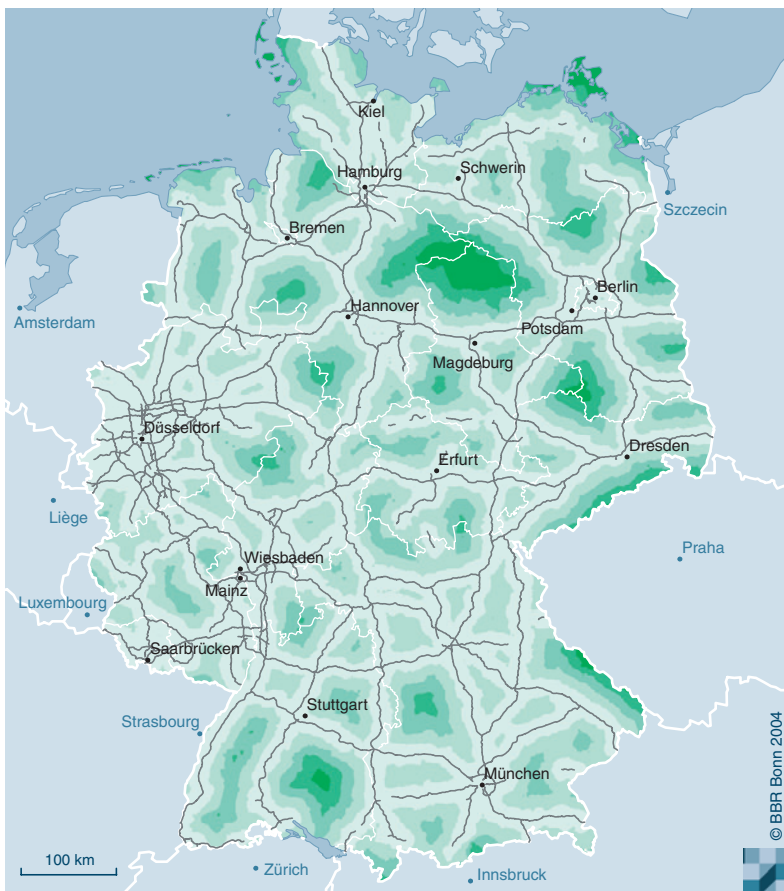 Kiel
Hamburg
Schwerin
Szczecin
Bremen
Berlin
Amsterdam
Hannover
Potsdam
Magdeburg
Düsseldorf
Dresden
Erfurt
Liège
Praha
Wiesbaden
Mainz
Luxembourg
Saarbrücken
Stuttgart
Strasbourg
München
© BBR Bonn 2004
100 km
Zürich
Innsbruck